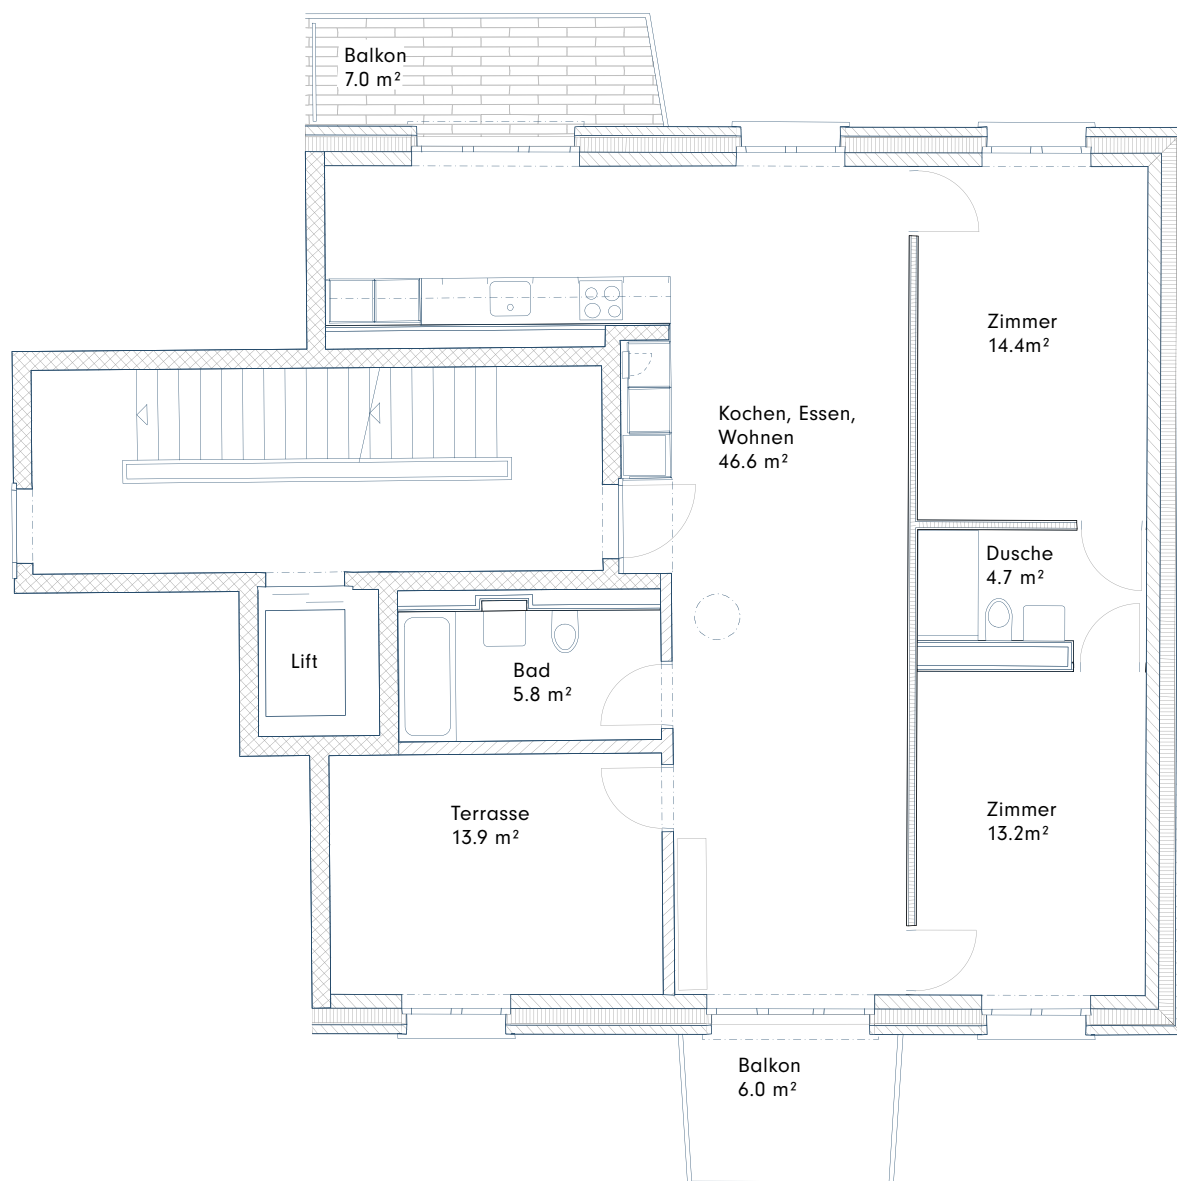 Balkon
7.0 m²
Zimmer
14.4m²
Kochen, Essen,
Wohnen
46.6 m²
Dusche
4.7 m²
Lift
Bad
5.8 m²
Terrasse
13.9 m²
Zimmer
13.2m²
Balkon
6.0 m²